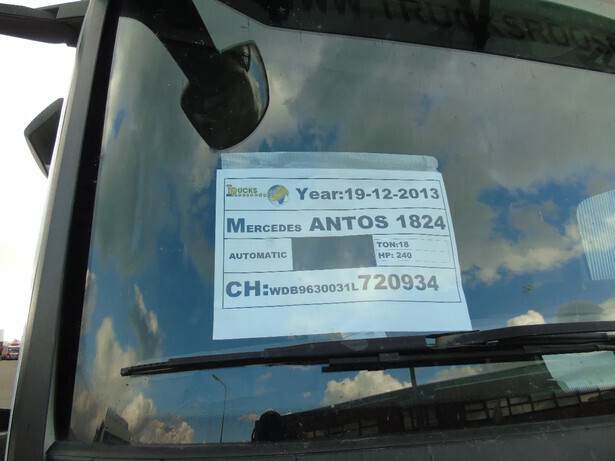 TRUCKS Year:19-12-2013
MERCEDES ANTOS 1824
AUTOMATIC
TON:18
HP: 240
CH:WDB9630031L720934